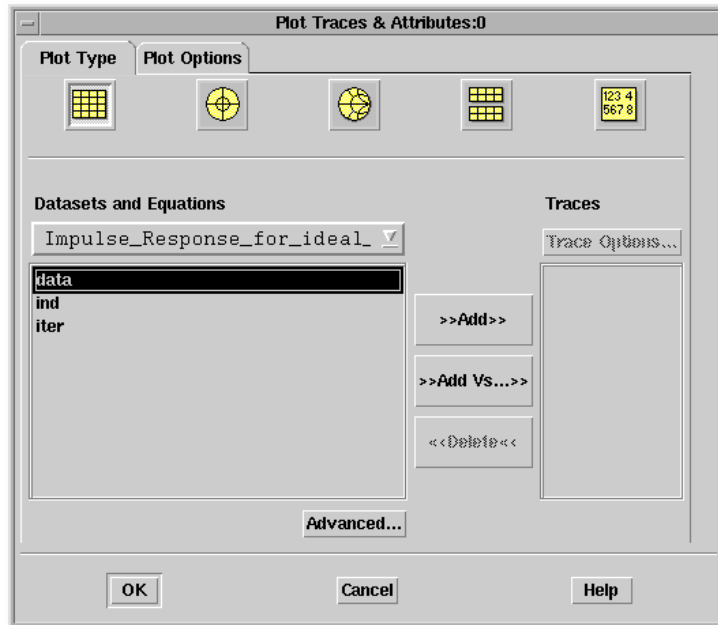 Plot Traces & Attributes:0
Plot Type
Plot Options
123 4
567 8
Datasets and Equations
Traces
Impulse_Response_for_ideal_
Trace Options...
data
ind
iter
>>Add>>
>>Add Vs...>>
<<Delete<<
Advanced...
OK
Cancel
Help